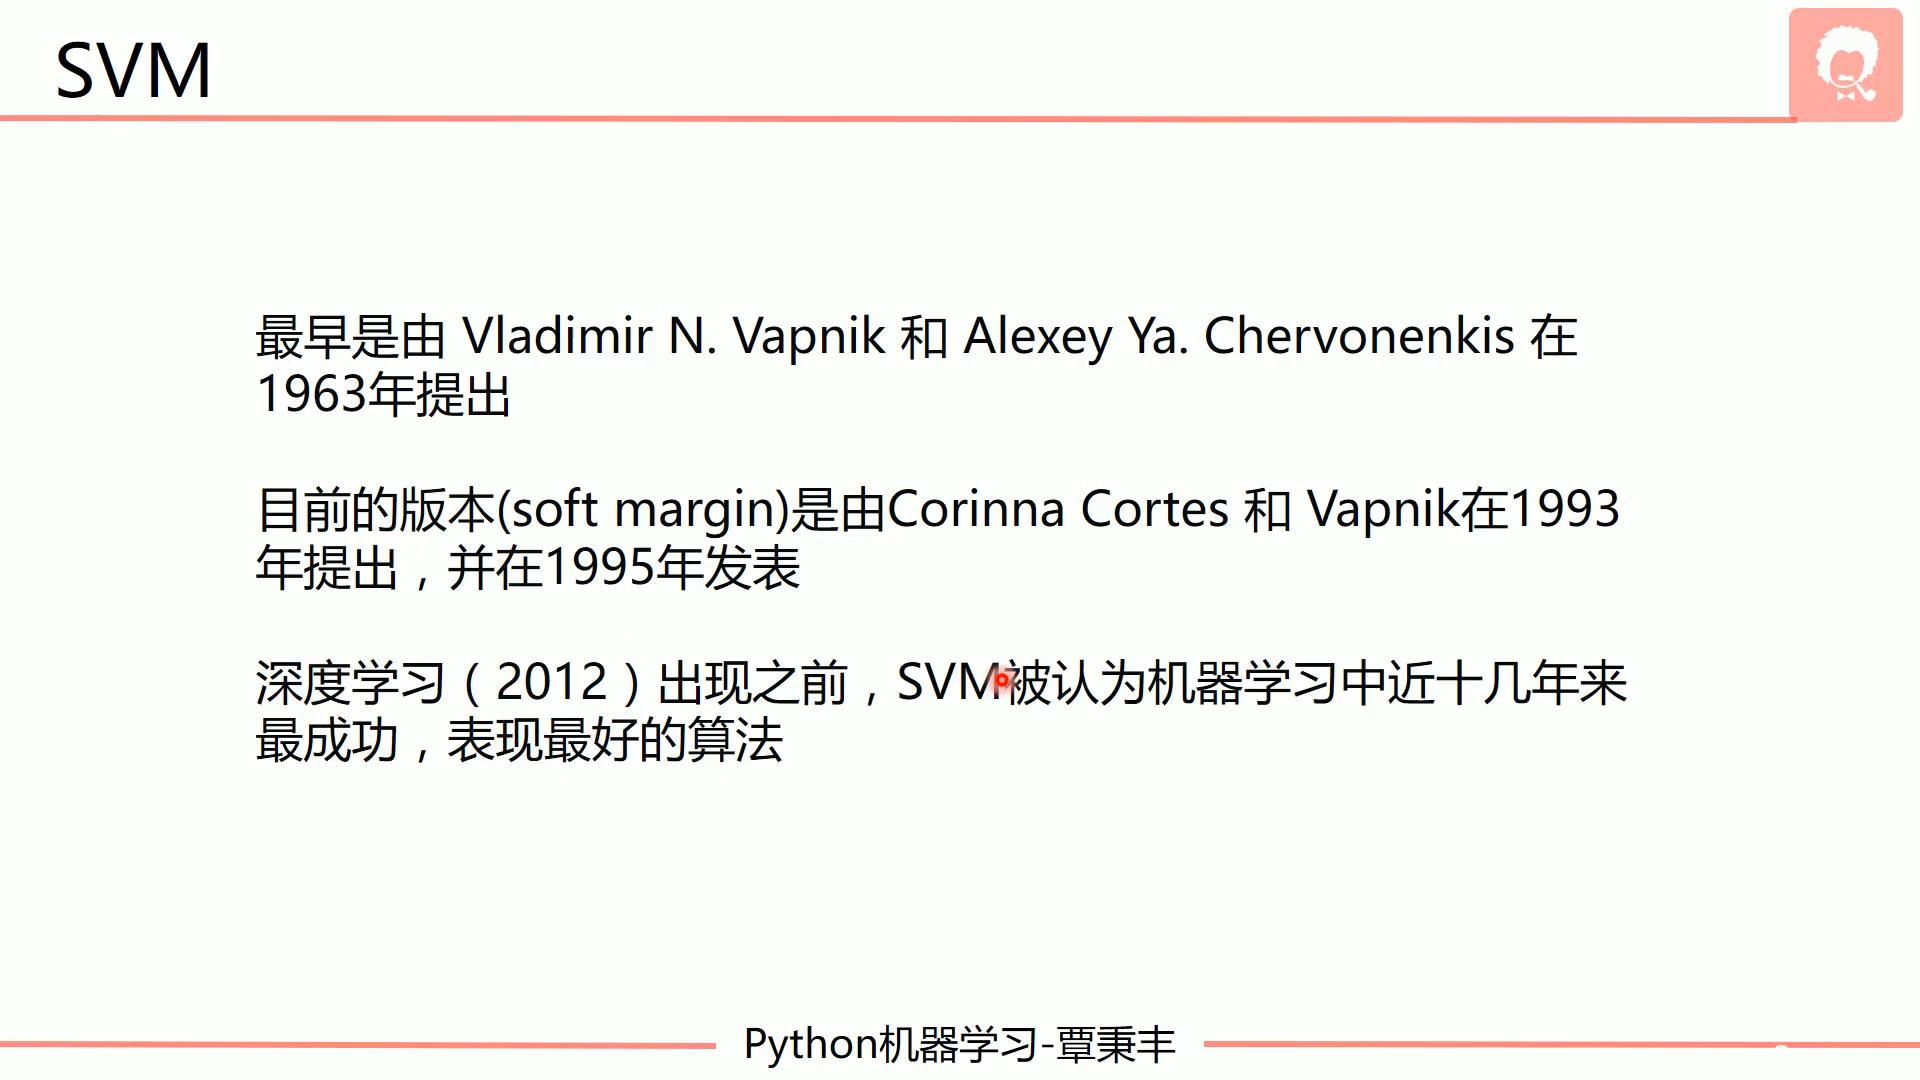 SVM
最早是由 Vladimir N. Vapnik 和 Alexey Ya. Chervonenkis 在
1963年提出
目前的版本(soft margin)是由Corinna Cortes 和 Vapnik在1993
年提出，并在1995年发表
深度学习（2012）出现之前，SVM被认为机器学习中近十几年来
最成功，表现最好的算法
Python机器学习-覃秉丰